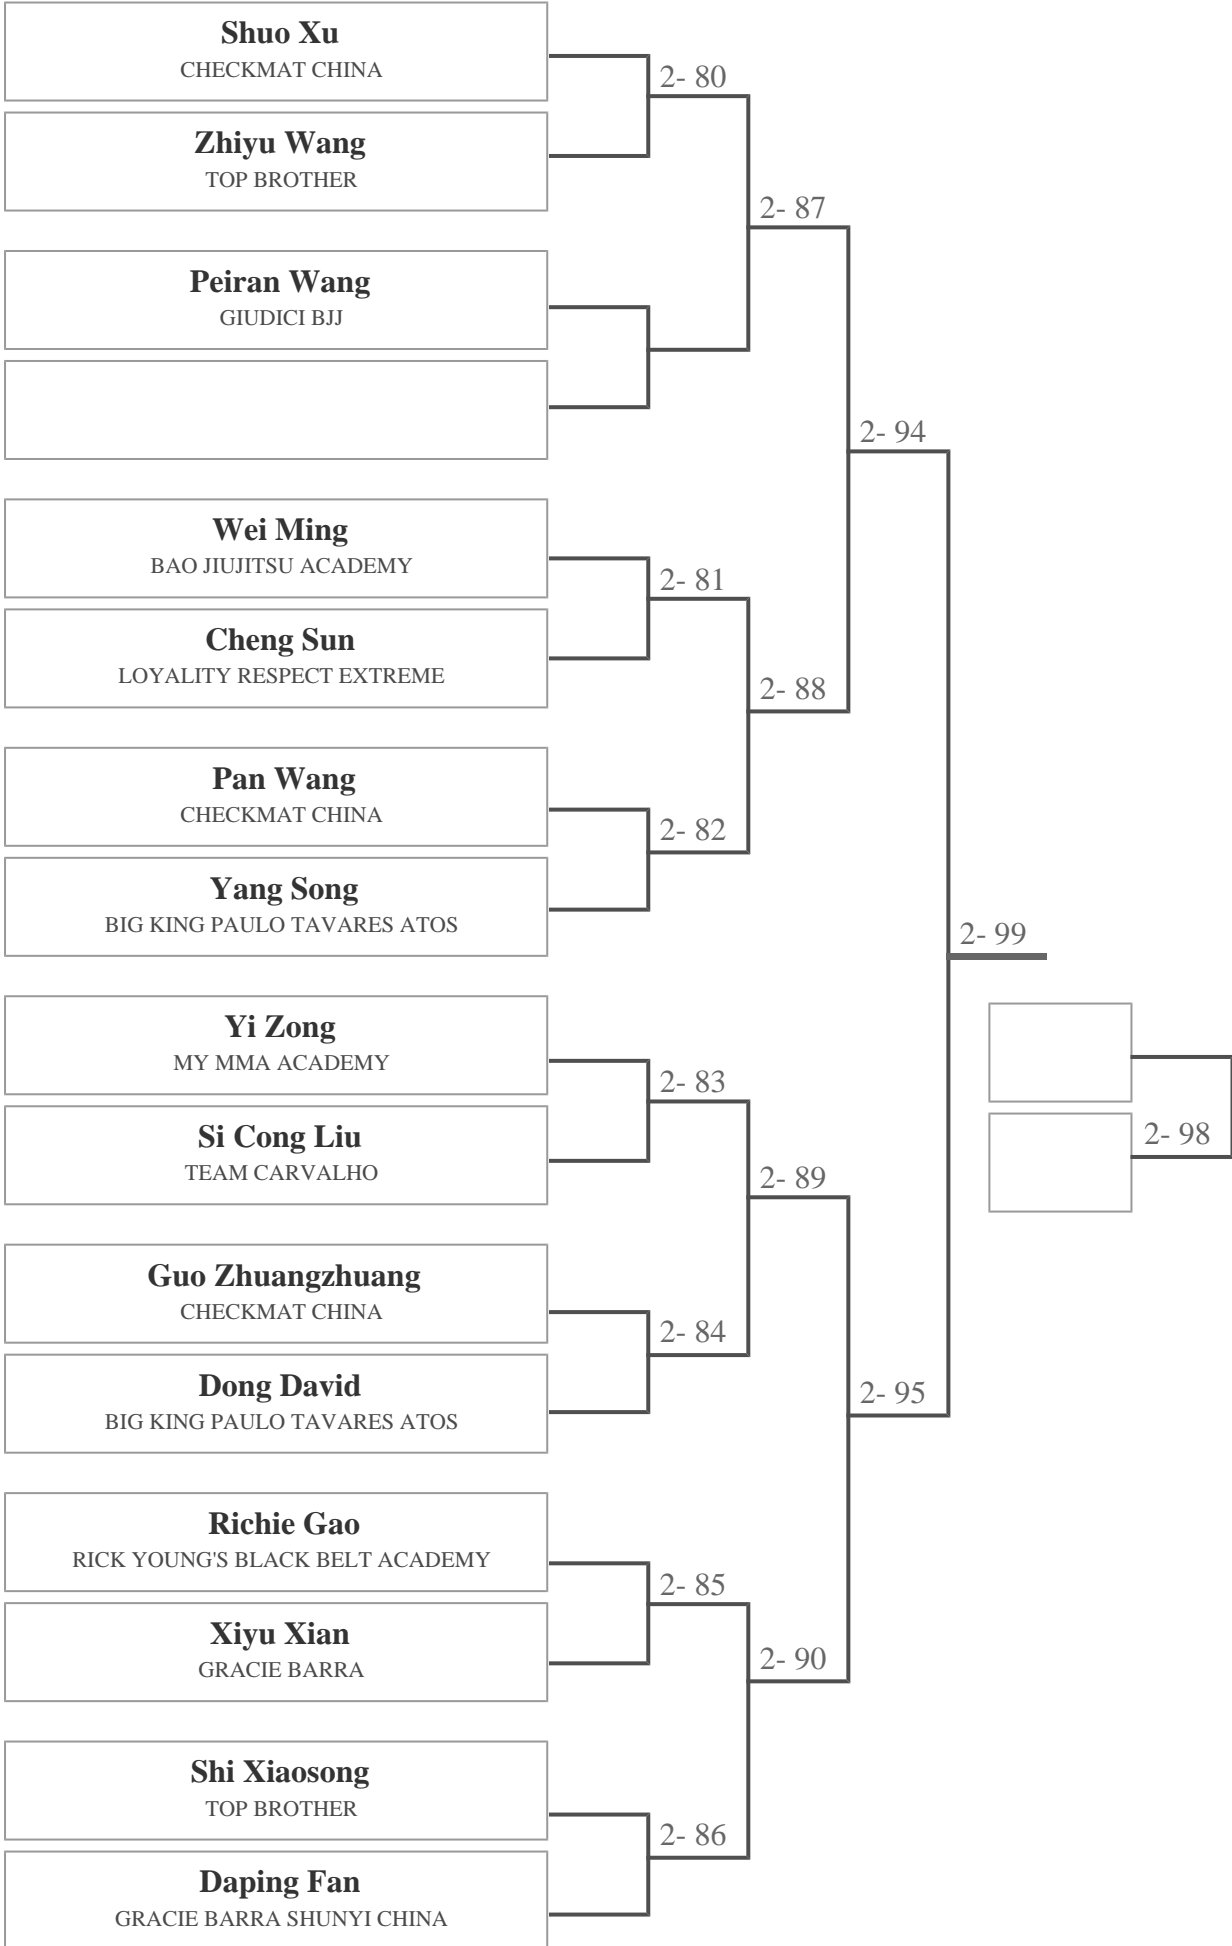 Shuo Xu
CHECKMAT CHINA
2- 80
Zhiyu Wang
TOP BROTHER
2- 87
Peiran Wang
GIUDICI BJJ
2- 94
Wei Ming
BAO JIUJITSU ACADEMY
2- 81
Cheng Sun
LOYALITY RESPECT EXTREME
2- 88
Pan Wang
CHECKMAT CHINA
2- 82
Yang Song
BIG KING PAULO TAVARES ATOS
2- 99
Yi Zong
MY MMA ACADEMY
2- 83
Si Cong Liu
TEAM CARVALHO
2- 98
2- 89
Guo Zhuangzhuang
CHECKMAT CHINA
2- 84
Dong David
BIG KING PAULO TAVARES ATOS
2- 95
Richie Gao
RICK YOUNG'S BLACK BELT ACADEMY
2- 85
Xiyu Xian
GRACIE BARRA
2- 90
Shi Xiaosong
TOP BROTHER
2- 86
Daping Fan
GRACIE BARRA SHUNYI CHINA